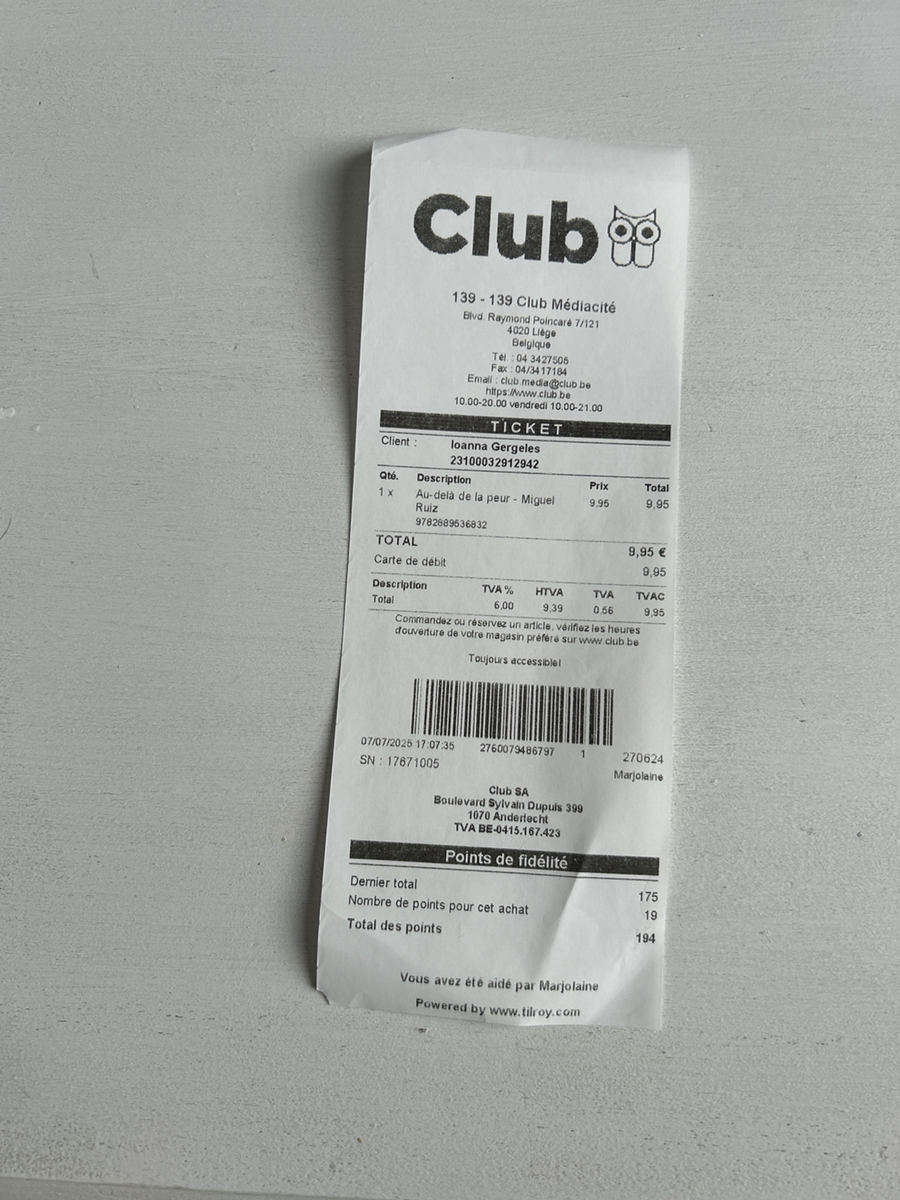 Club
139 - 139 Club Médiacité
Blvd. Raymond Poincaré 7/121
4020 Liège
Belgique
Tél. : 04 3427505
Fax : 04/3417184
Email : club.media@club.be
https://www.club.be
10.00-20.00 vendredi 10.00-21.00
TICKET
Client : Ioanna Gergeles
23100032912942
Qté. Description Prix Total
1 x Au-delà de la peur - Miguel 9,95 9,95
Ruiz
9782889536832
TOTAL 9,95 €
Carte de débit 9,95
Description TVA % HTVA TVA TVAC
Total 6,00 9,39 0,56 9,95
Commandez ou réservez un article, vérifiez les heures
d'ouverture de votre magasin préféré sur www.club.be
Toujours accessible!
07/07/2025 17:07:35 2760079486797 1 270624
SN : 17671005 Marjolaine
Club SA
Boulevard Sylvain Dupuis 399
1070 Anderlecht
TVA BE-0415.167.423
Points de fidélité
Dernier total 175
Nombre de points pour cet achat 19
Total des points 194
Vous avez été aidé par Marjolaine
Powered by www.tilroy.com